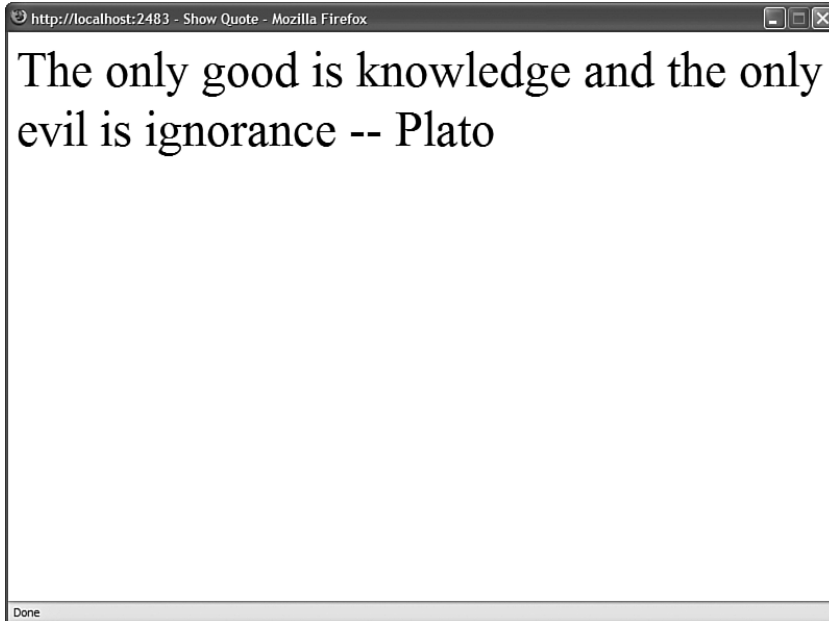 http://localhost:2483 - Show Quote - Mozilla Firefox
The only good is knowledge and the only
evil is ignorance -- Plato
Done